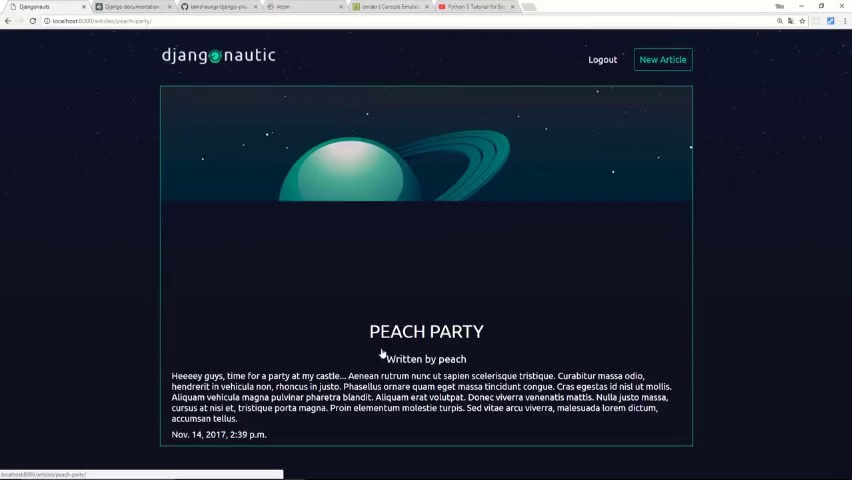 Djangonauts
Django documentation
iamshaunjp/django-play
Atom
cmder | Console Emula
Python 3 Tutorial for Be
localhost:8000/articles/peach-party/
djangonautic
Logout
New Article
PEACH PARTY
Written by peach
Heeeey guys, time for a party at my castle... Aenean rutrum nunc ut sapien scelerisque tristique. Curabitur massa odio,
hendrerit in vehicula non, rhoncus in justo. Phasellus ornare quam eget massa tincidunt congue. Cras egestas id nisl ut mollis.
Aliquam vehicula magna pulvinar pharetra blandit. Aliquam erat volutpat. Donec viverra venenatis mattis. Nulla justo massa,
cursus at nisi et, tristique porta magna. Proin elementum molestie turpis. Sed vitae arcu viverra, malesuada lorem dictum,
accumsan tellus.
Nov. 14, 2017, 2:39 p.m.
localhost:8000/articles/peach-party/